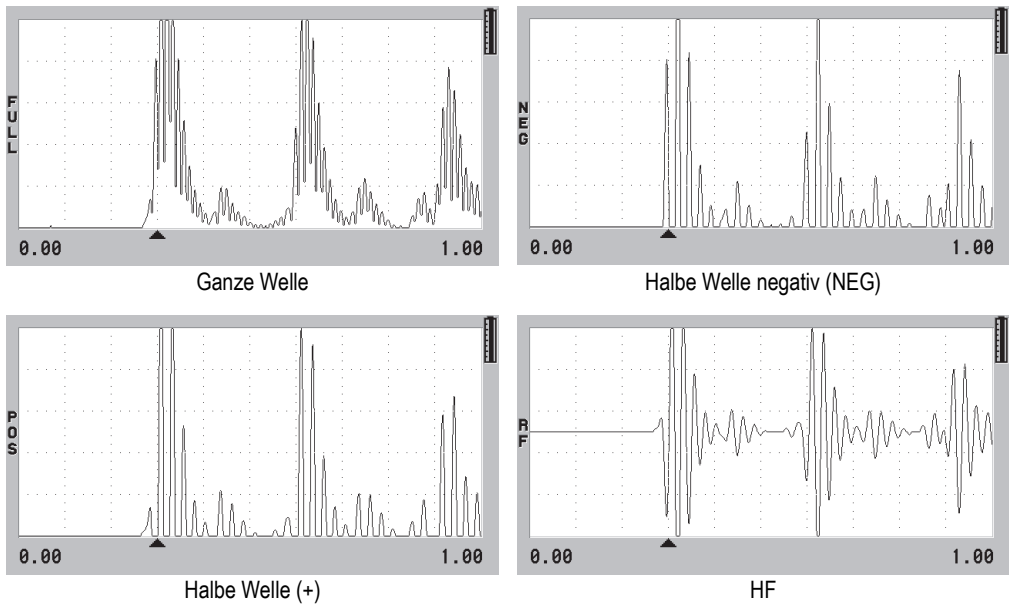 FULL
0.00 1.00
Ganze Welle
NEG
0.00 1.00
Halbe Welle negativ (NEG)
POS
0.00 1.00
Halbe Welle (+)
RF
0.00 1.00
HF